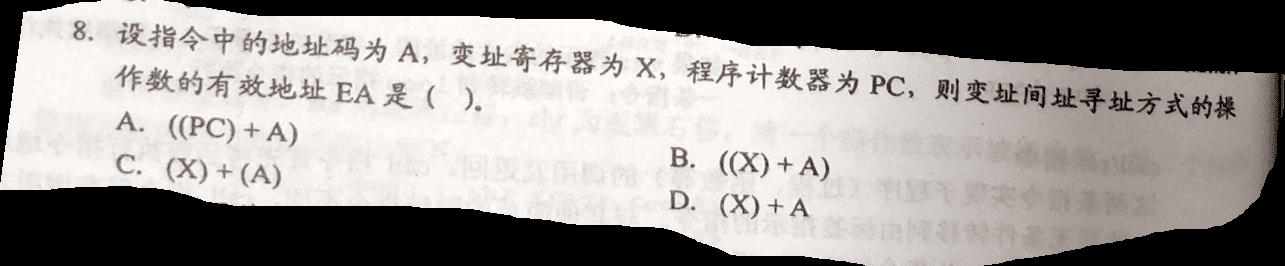 8. 设指令中的地址码为 A，变址寄存器为 X，程序计数器为 PC，则变址间址寻址方式的操
作数的有效地址 EA 是（ ）。
A. ((PC) + A)
B. ((X) + A)
C. (X) + (A)
D. (X) + A